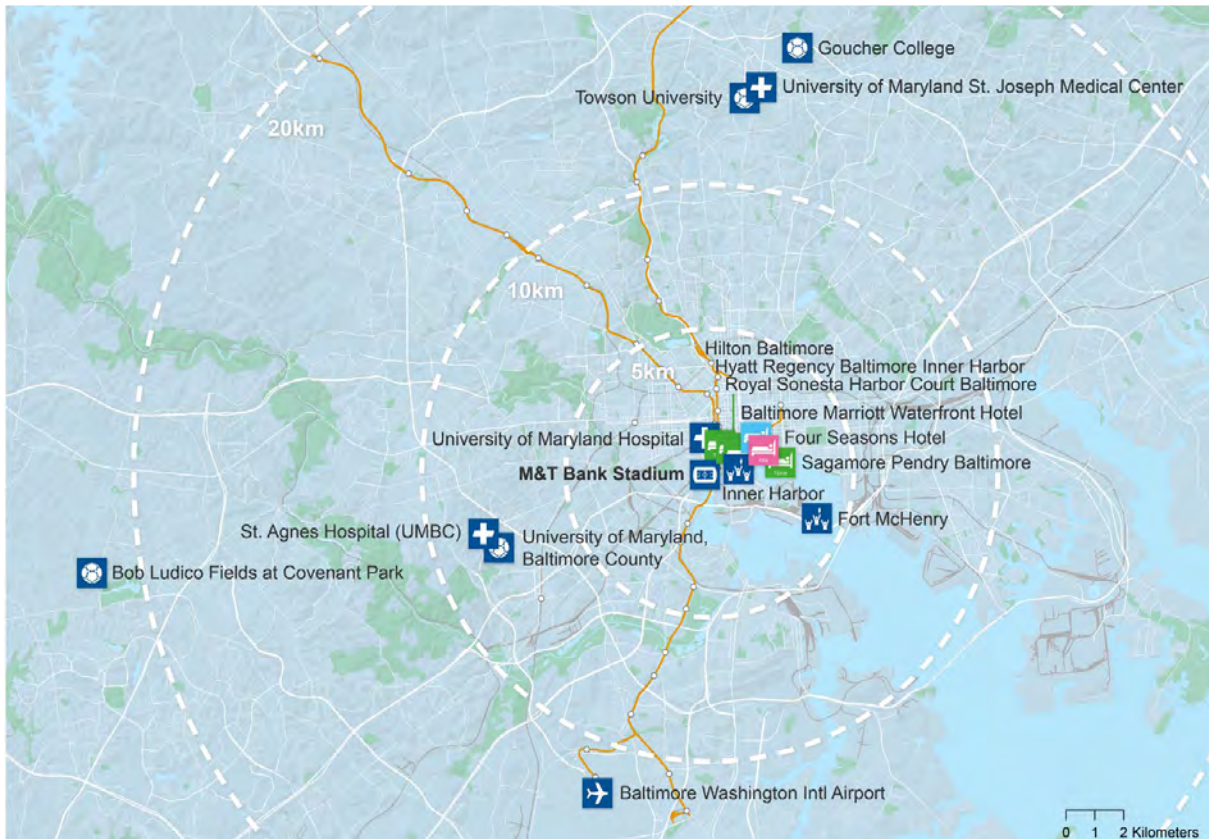 Goucher College
University of Maryland St. Joseph Medical Center
Towson University
20km
10km
5km
Hilton Baltimore
Hyatt Regency Baltimore Inner Harbor
Royal Sonesta Harbor Court Baltimore
Baltimore Marriott Waterfront Hotel
University of Maryland Hospital
Four Seasons Hotel
Sagamore Pendry Baltimore
M&T Bank Stadium
Inner Harbor
Fort McHenry
St. Agnes Hospital (UMBC)
University of Maryland,
Baltimore County
Bob Ludico Fields at Covenant Park
Baltimore Washington Intl Airport
0 1 2 Kilometers